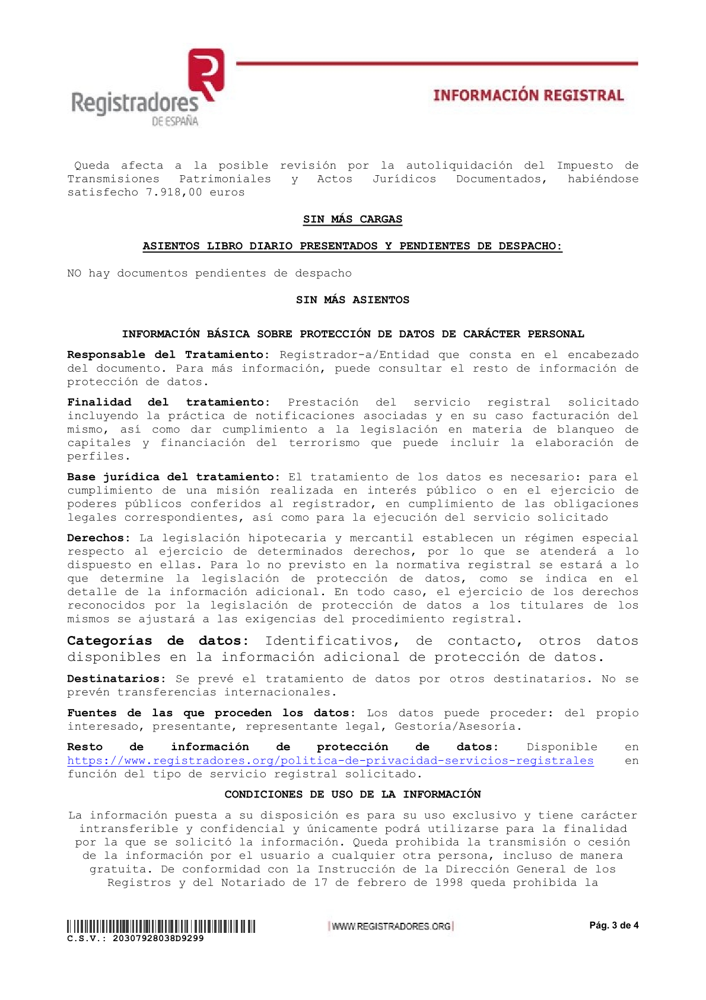 Registradores
DE ESPAÑA
INFORMACIÓN REGISTRAL
Queda afecta a la posible revisión por la autoliquidación del Impuesto de
Transmisiones Patrimoniales y Actos Jurídicos Documentados, habiéndose
satisfecho 7.918,00 euros
SIN MÁS CARGAS
ASIENTOS LIBRO DIARIO PRESENTADOS Y PENDIENTES DE DESPACHO:
NO hay documentos pendientes de despacho
SIN MÁS ASIENTOS
INFORMACIÓN BÁSICA SOBRE PROTECCIÓN DE DATOS DE CARÁCTER PERSONAL
Responsable del Tratamiento: Registrador-a/Entidad que consta en el encabezado
del documento. Para más información, puede consultar el resto de información de
protección de datos.
Finalidad del tratamiento: Prestación del servicio registral solicitado
incluyendo la práctica de notificaciones asociadas y en su caso facturación del
mismo, así como dar cumplimiento a la legislación en materia de blanqueo de
capitales y financiación del terrorismo que puede incluir la elaboración de
perfiles.
Base jurídica del tratamiento: El tratamiento de los datos es necesario: para el
cumplimiento de una misión realizada en interés público o en el ejercicio de
poderes públicos conferidos al registrador, en cumplimiento de las obligaciones
legales correspondientes, así como para la ejecución del servicio solicitado
Derechos: La legislación hipotecaria y mercantil establecen un régimen especial
respecto al ejercicio de determinados derechos, por lo que se atenderá a lo
dispuesto en ellas. Para lo no previsto en la normativa registral se estará a lo
que determine la legislación de protección de datos, como se indica en el
detalle de la información adicional. En todo caso, el ejercicio de los derechos
reconocidos por la legislación de protección de datos a los titulares de los
mismos se ajustará a las exigencias del procedimiento registral.
Categorías de datos: Identificativos, de contacto, otros datos
disponibles en la información adicional de protección de datos.
Destinatarios: Se prevé el tratamiento de datos por otros destinatarios. No se
prevén transferencias internacionales.
Fuentes de las que proceden los datos: Los datos puede proceder: del propio
interesado, presentante, representante legal, Gestoría/Asesoría.
Resto de información de protección de datos: Disponible en
https://www.registradores.org/politica-de-privacidad-servicios-registrales en
función del tipo de servicio registral solicitado.
CONDICIONES DE USO DE LA INFORMACIÓN
La información puesta a su disposición es para su uso exclusivo y tiene carácter
intransferible y confidencial y únicamente podrá utilizarse para la finalidad
por la que se solicitó la información. Queda prohibida la transmisión o cesión
de la información por el usuario a cualquier otra persona, incluso de manera
gratuita. De conformidad con la Instrucción de la Dirección General de los
Registros y del Notariado de 17 de febrero de 1998 queda prohibida la
C.S.V.: 20307928038D9299
WWW.REGISTRADORES.ORG
Pág. 3 de 4